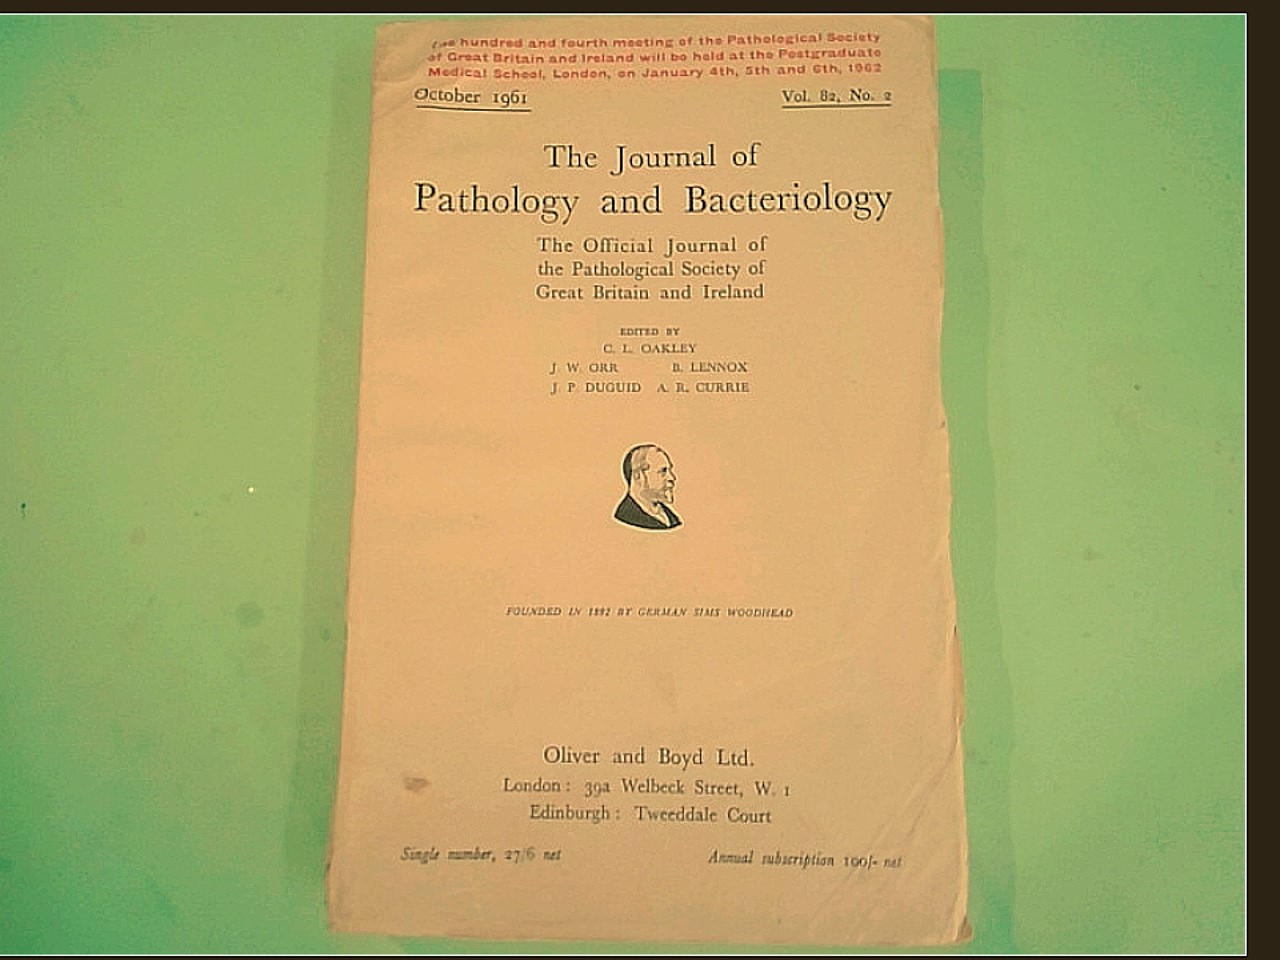 hundred and fourth meeting of the Pathological Society
of Great Britain and Ireland will be held at the Postgraduate
Medical School, London, on January 4th, 5th and 6th, 1962
October 1961 Vol. 82, No. 2
The Journal of
Pathology and Bacteriology
The Official Journal of
the Pathological Society of
Great Britain and Ireland
EDITED BY
C. L. OAKLEY
J. W. ORR B. LENNOX
J. P. DUGUID A. R. CURRIE
FOUNDED IN 1892 BY GERMAN SIMS WOODHEAD
Oliver and Boyd Ltd.
London : 39a Welbeck Street, W. 1
Edinburgh : Tweeddale Court
Single number, 27/6 net Annual subscription 100/- net